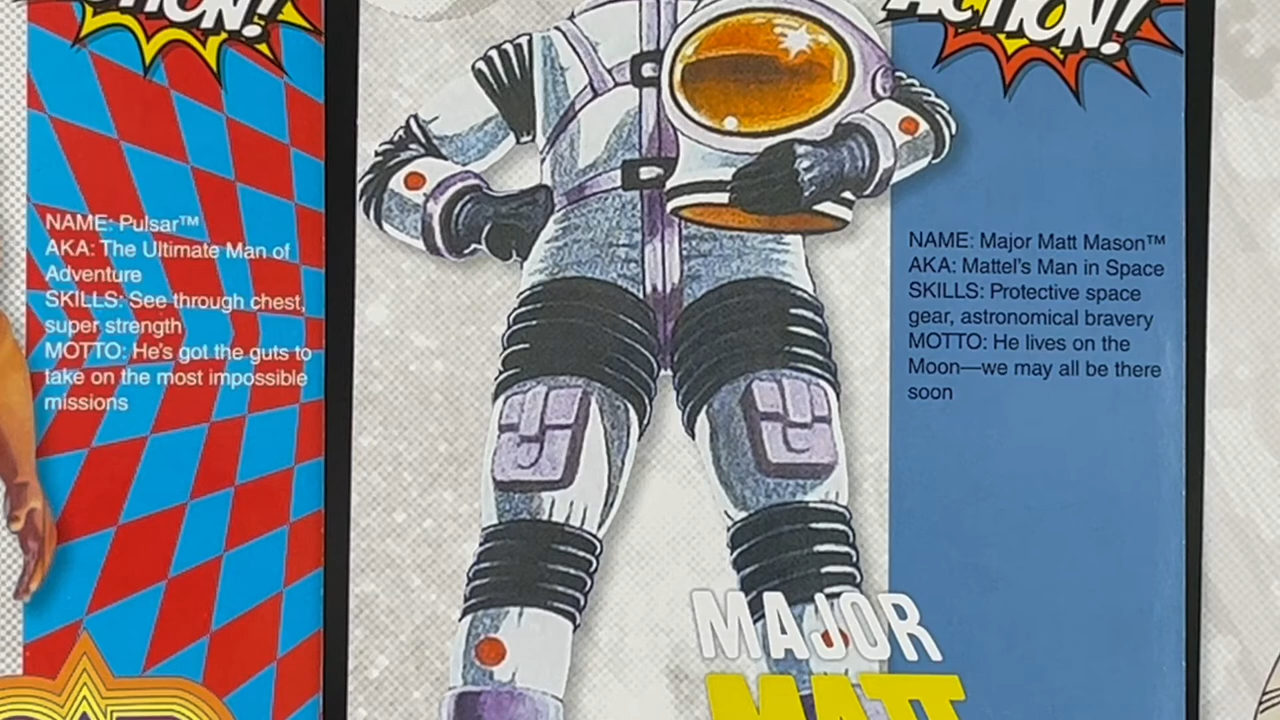 ACTION!
NAME: Pulsar™
AKA: The Ultimate Man of
Adventure
SKILLS: See through chest,
super strength
MOTTO: He's got the guts to
take on the most impossible
missions
ACTION!
NAME: Major Matt Mason™
AKA: Mattel's Man in Space
SKILLS: Protective space
gear, astronomical bravery
MOTTO: He lives on the
Moon—we may all be there
soon
MAJOR
MATT